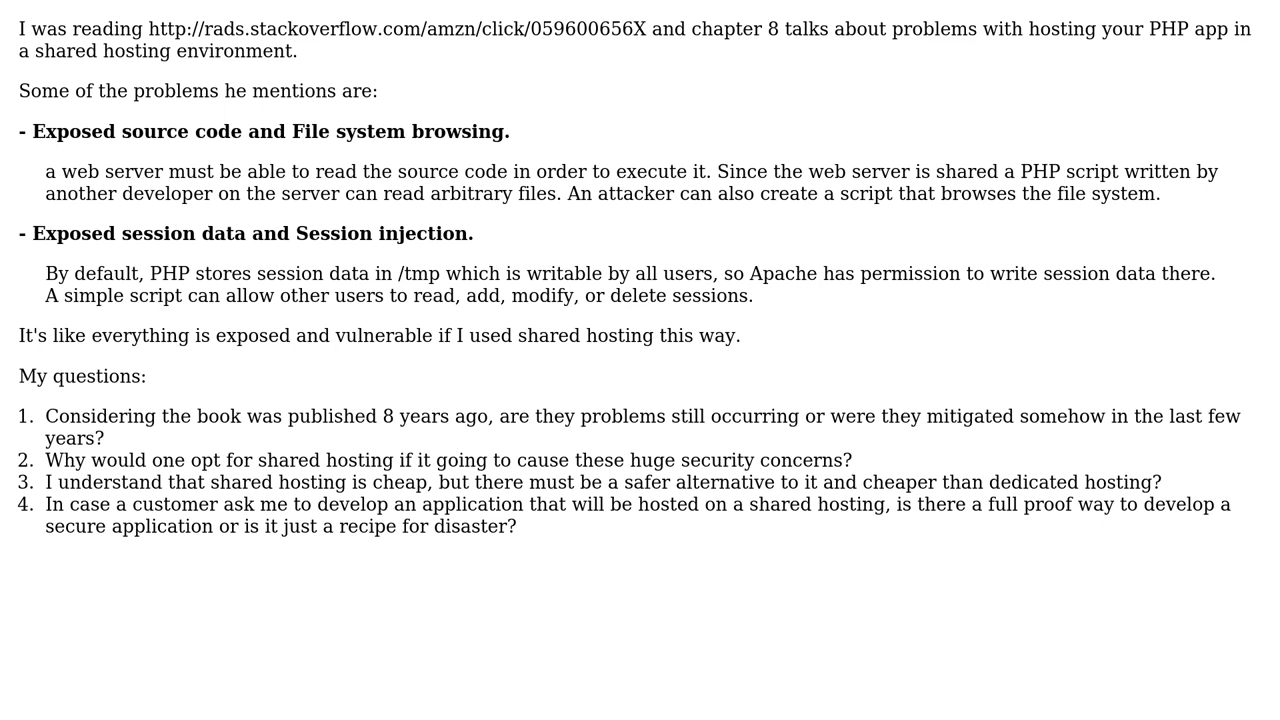 I was reading http://rads.stackoverflow.com/amzn/click/059600656X and chapter 8 talks about problems with hosting your PHP app in
a shared hosting environment.
Some of the problems he mentions are:
- Exposed source code and File system browsing.
a web server must be able to read the source code in order to execute it. Since the web server is shared a PHP script written by
another developer on the server can read arbitrary files. An attacker can also create a script that browses the file system.
- Exposed session data and Session injection.
By default, PHP stores session data in /tmp which is writable by all users, so Apache has permission to write session data there.
A simple script can allow other users to read, add, modify, or delete sessions.
It's like everything is exposed and vulnerable if I used shared hosting this way.
My questions:
1. Considering the book was published 8 years ago, are they problems still occurring or were they mitigated somehow in the last few
years?
2. Why would one opt for shared hosting if it going to cause these huge security concerns?
3. I understand that shared hosting is cheap, but there must be a safer alternative to it and cheaper than dedicated hosting?
4. In case a customer ask me to develop an application that will be hosted on a shared hosting, is there a full proof way to develop a
secure application or is it just a recipe for disaster?